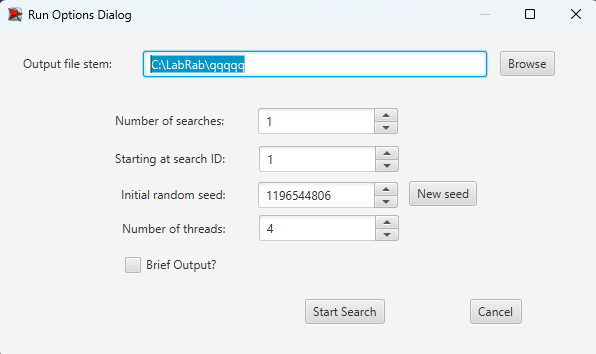 Run Options Dialog
Output file stem: C:\LabRab\qqqqq Browse
Number of searches: 1
Starting at search ID: 1
Initial random seed: 1196544806 New seed
Number of threads: 4
Brief Output?
Start Search Cancel